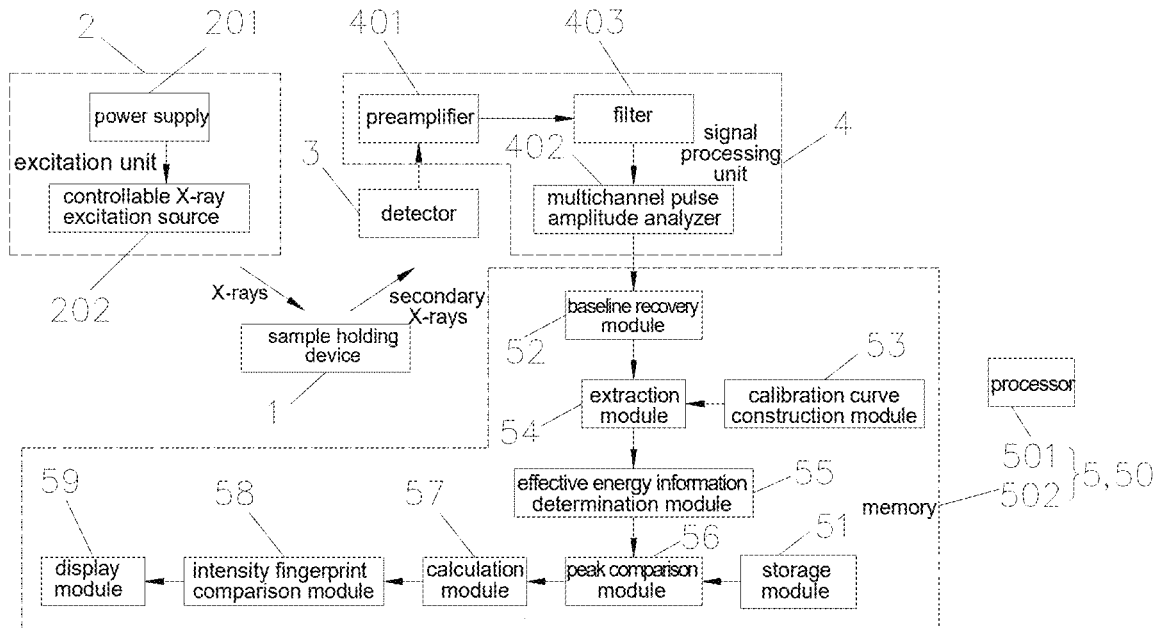 2
201
401
403
power supply
preamplifier
filter
4
signal
processing
unit
402
excitation unit
3
controllable X-ray
excitation source
detector
multichannel pulse
amplitude analyzer
X-rays
secondary
X-rays
202
baseline recovery
module
sample holding
device
52
53
processor
1
extraction
module
calibration curve
construction module
54
501
502
5,50
59
58
57
effective energy information
determination module
55
memory
56
51
display
module
intensity fingerprint
comparison module
calculation
module
peak comparison
module
storage
module